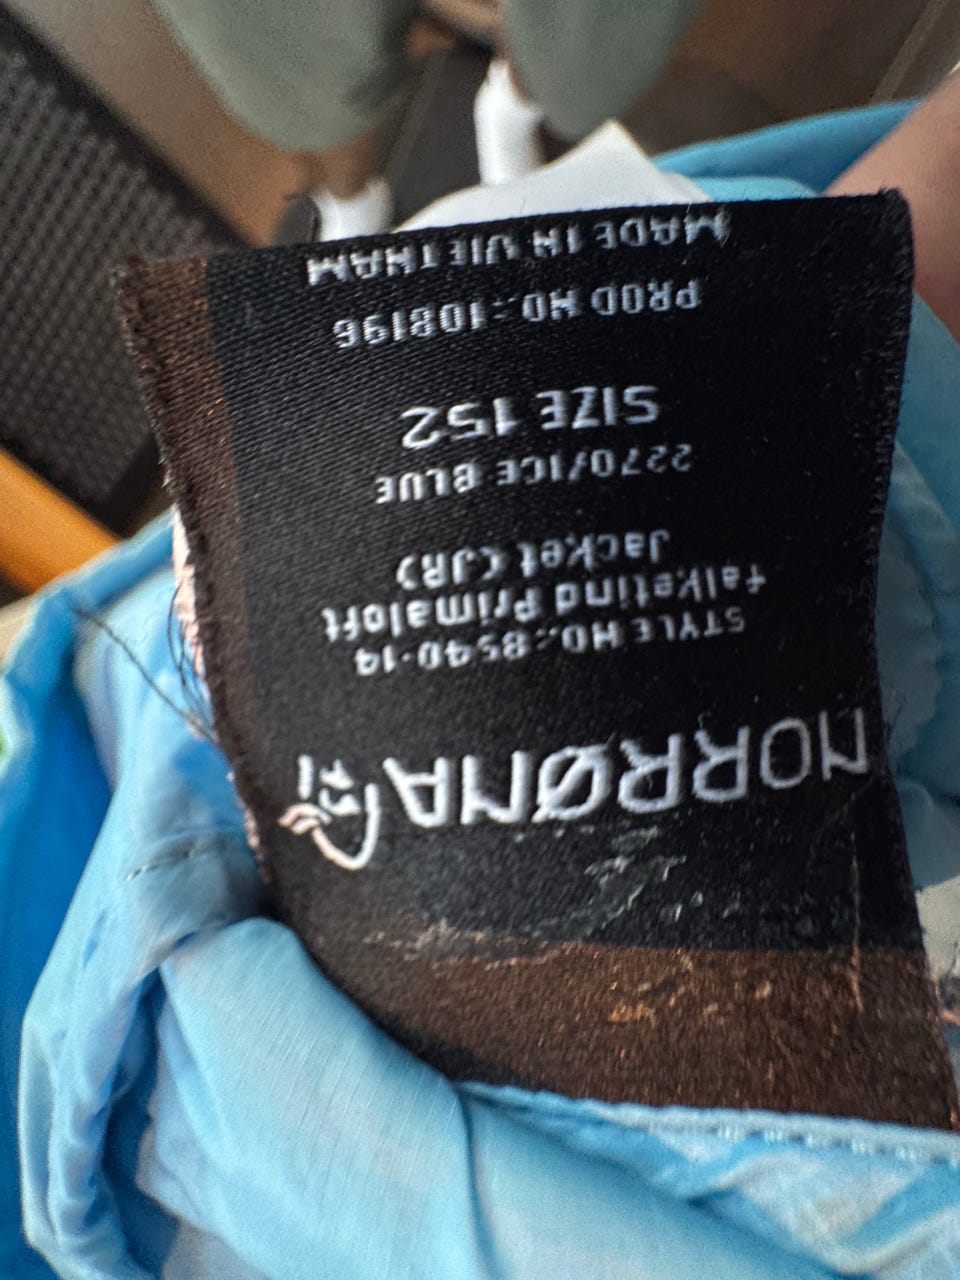 NORRØNA
STYLE NO.:8540-14
falketind Primaloft
Jacket (JR)
2270/ICE BLUE
SIZE 152
PROD NO.:108196
MADE IN VIETNAM